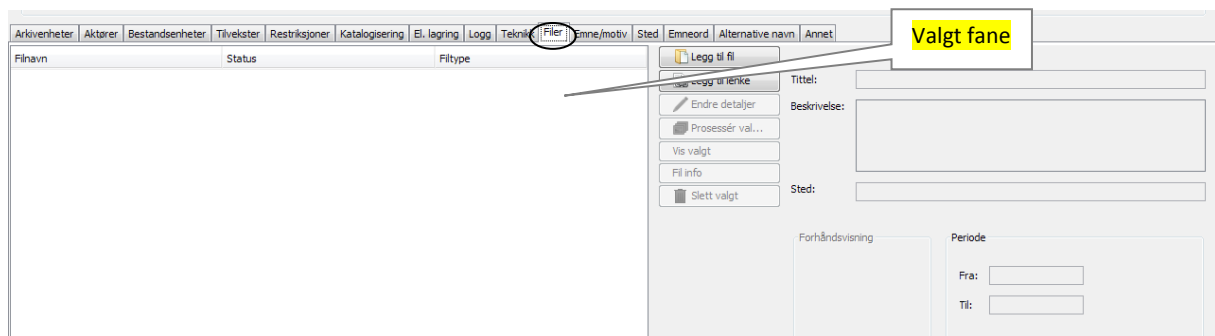 Arkivenheter Aktører Bestandsenheter Tilvekster Restriksjoner Katalogisering El. lagring Logg Teknikk Filer Emne/motiv Sted Emneord Alternative navn Annet
Valgt fane
Filnavn Status Filtype
Legg til fil
Legg til lenke
Tittel:
Endre detaljer
Beskrivelse:
Prosessér val...
Vis valgt
Fil info
Slett valgt
Sted:
Forhåndsvisning
Periode
Fra:
Til: